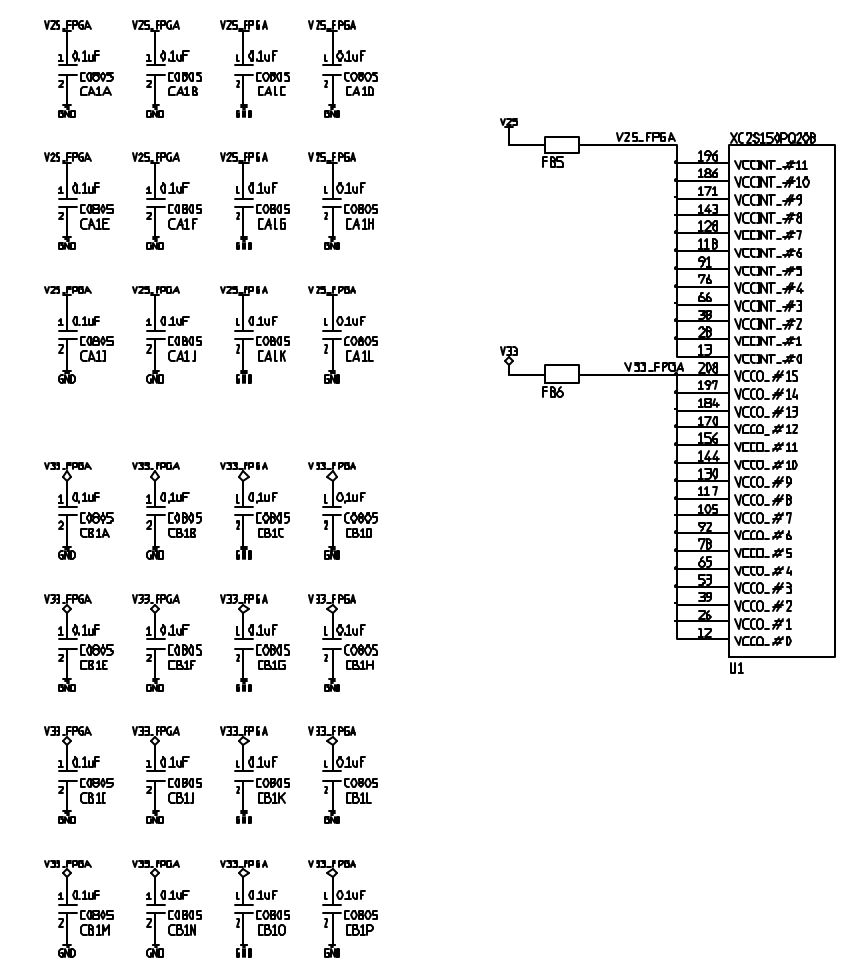 V25_FPGA V25_FPGA V25_FPGA V25_FPGA
1 0.1uF 1 0.1uF 1 0.1uF 1 0.1uF
2 C0805 2 C0805 2 C0805 2 C0805
CA1A CA1B CA1C CA1D
GND GND GND GND
V25_FPGA V25_FPGA V25_FPGA V25_FPGA
1 0.1uF 1 0.1uF 1 0.1uF 1 0.1uF
2 C0805 2 C0805 2 C0805 2 C0805
CA1E CA1F CA1G CA1H
GND GND GND GND
V25_FPGA V25_FPGA V25_FPGA V25_FPGA
1 0.1uF 1 0.1uF 1 0.1uF 1 0.1uF
2 C0805 2 C0805 2 C0805 2 C0805
CA1I CA1J CA1K CA1L
GND GND GND GND
V33_FPGA V33_FPGA V33_FPGA V33_FPGA
1 0.1uF 1 0.1uF 1 0.1uF 1 0.1uF
2 C0805 2 C0805 2 C0805 2 C0805
CB1A CB1B CB1C CB1D
GND GND GND GND
V33_FPGA V33_FPGA V33_FPGA V33_FPGA
1 0.1uF 1 0.1uF 1 0.1uF 1 0.1uF
2 C0805 2 C0805 2 C0805 2 C0805
CB1E CB1F CB1G CB1H
GND GND GND GND
V33_FPGA V33_FPGA V33_FPGA V33_FPGA
1 0.1uF 1 0.1uF 1 0.1uF 1 0.1uF
2 C0805 2 C0805 2 C0805 2 C0805
CB1I CB1J CB1K CB1L
GND GND GND GND
V33_FPGA V33_FPGA V33_FPGA V33_FPGA
1 0.1uF 1 0.1uF 1 0.1uF 1 0.1uF
2 C0805 2 C0805 2 C0805 2 C0805
CB1M CB1N CB1O CB1P
GND GND GND GND
V25
V25_FPGA
FB5
XC2S150PQ208
196 VCCINT_#11
186 VCCINT_#10
171 VCCINT_#9
143 VCCINT_#8
128 VCCINT_#7
118 VCCINT_#6
91 VCCINT_#5
76 VCCINT_#4
66 VCCINT_#3
38 VCCINT_#2
28 VCCINT_#1
13 VCCINT_#0
V33
V33_FPGA
FB6
208 VCCO_#15
197 VCCO_#14
184 VCCO_#13
170 VCCO_#12
156 VCCO_#11
144 VCCO_#10
130 VCCO_#9
117 VCCO_#8
105 VCCO_#7
92 VCCO_#6
78 VCCO_#5
65 VCCO_#4
53 VCCO_#3
39 VCCO_#2
26 VCCO_#1
12 VCCO_#0
U1